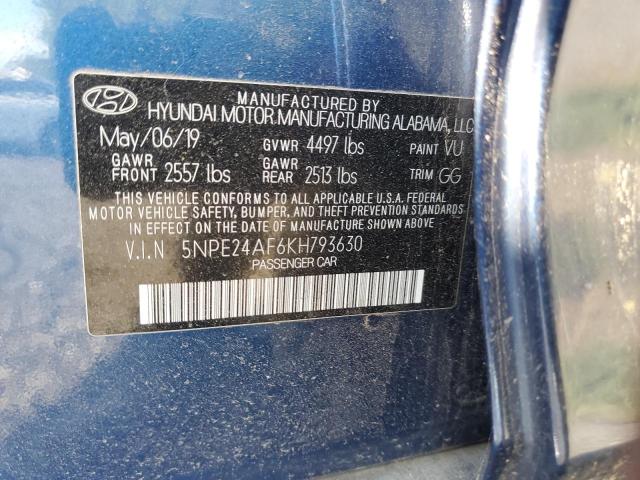 MANUFACTURED BY
HYUNDAI MOTOR MANUFACTURING ALABAMA, LLC
May/06/19 GVWR 4497 lbs PAINT VU
GAWR FRONT 2557 lbs GAWR REAR 2513 lbs TRIM GG
THIS VEHICLE CONFORMS TO ALL APPLICABLE U.S.A. FEDERAL
MOTOR VEHICLE SAFETY, BUMPER, AND THEFT PREVENTION STANDARDS
IN EFFECT ON THE DATE OF MANUFACTURE SHOWN ABOVE.
V.I.N 5NPE24AF6KH793630
PASSENGER CAR